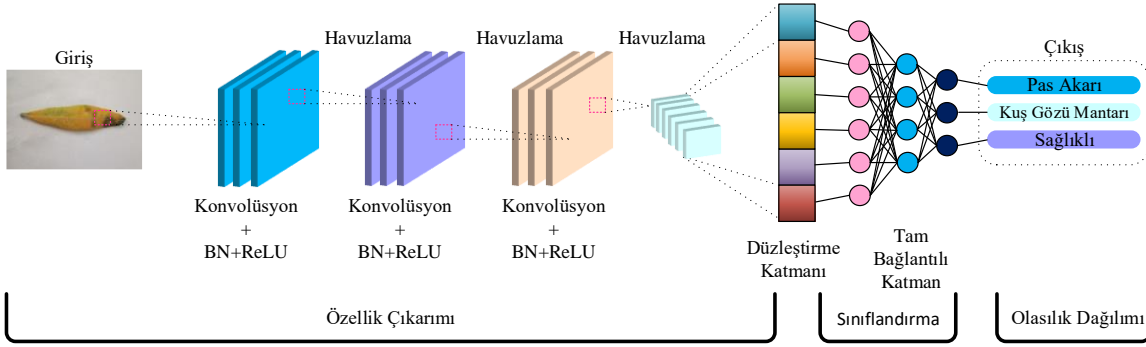 Giriş
Havuzlama
Havuzlama
Havuzlama
Konvolüsyon
+
BN+ReLU
Konvolüsyon
+
BN+ReLU
Konvolüsyon
+
BN+ReLU
Düzleştirme
Katmanı
Tam
Bağlantılı
Katman
Çıkış
Pas Akarı
Kuş Gözü Mantarı
Sağlıklı
Özellik Çıkarımı
Sınıflandırma
Olasılık Dağılımı